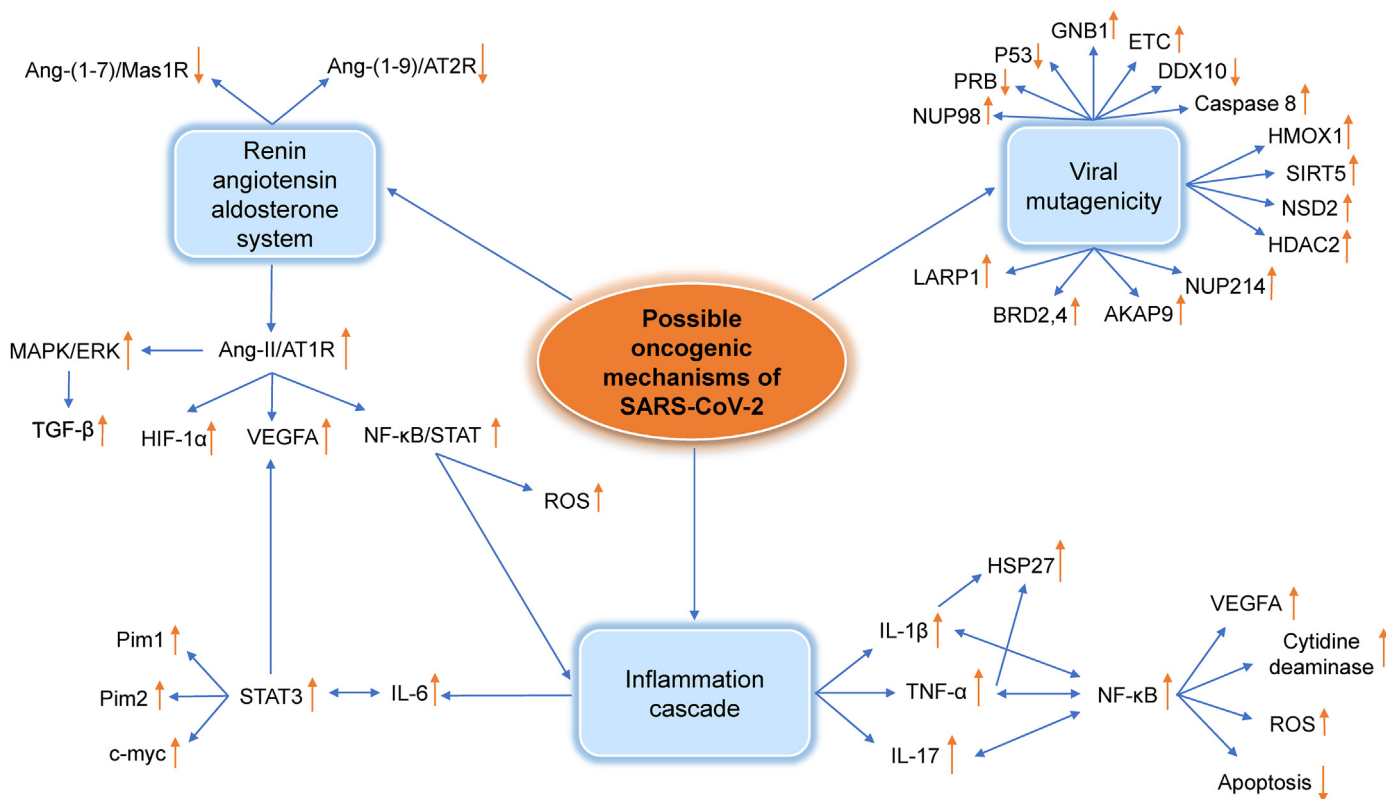 Ang-(1-7)/Mas1R
Ang-(1-9)/AT2R
Renin
angiotensin
aldosterone
system
GNB1
P53
ETC
PRB
DDX10
NUP98
Caspase 8
HMOX1
SIRT5
NSD2
HDAC2
Viral
mutagenicity
LARP1
BRD2,4
AKAP9
NUP214
Possible
oncogenic
mechanisms of
SARS-CoV-2
MAPK/ERK
Ang-II/AT1R
TGF-β
HIF-1α
VEGFA
NF-κB/STAT
ROS
Pim1
Pim2
c-myc
STAT3
IL-6
Inflammation
cascade
HSP27
IL-1β
TNF-α
IL-17
NF-κB
VEGFA
Cytidine
deaminase
ROS
Apoptosis